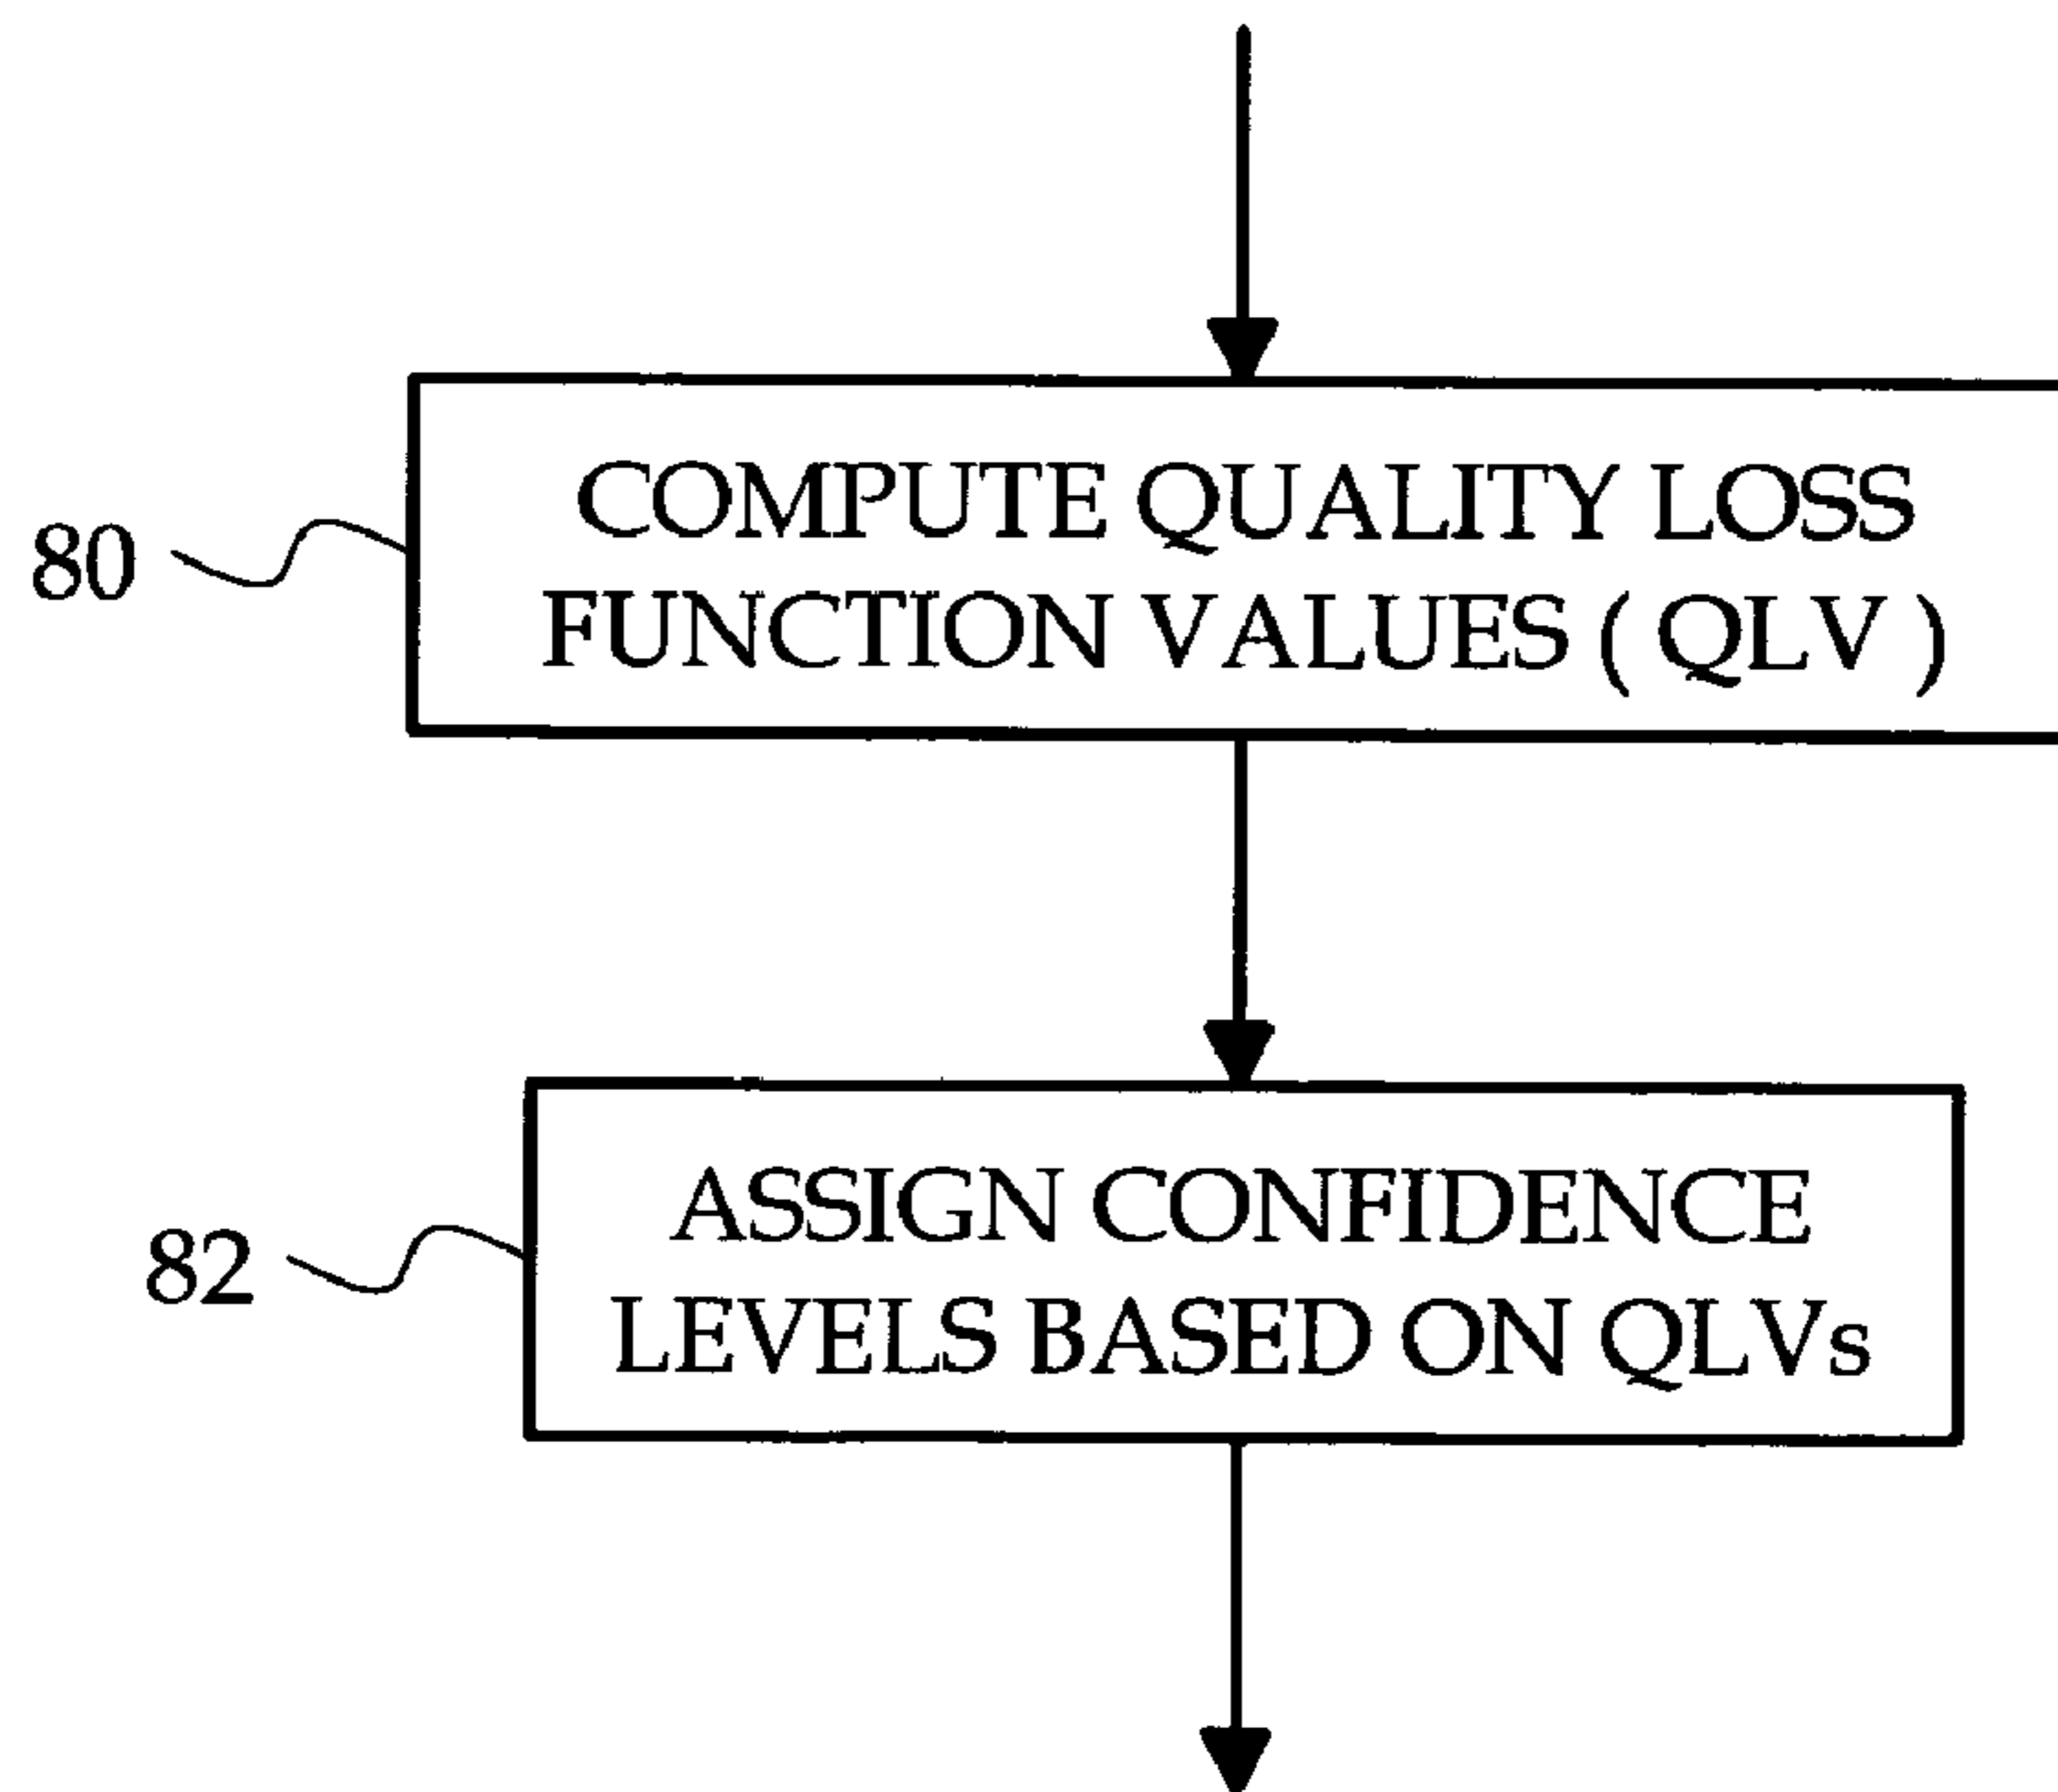 COMPUTE QUALITY LOSS
FUNCTION VALUES ( QLV )
80
ASSIGN CONFIDENCE
LEVELS BASED ON QLVs
82